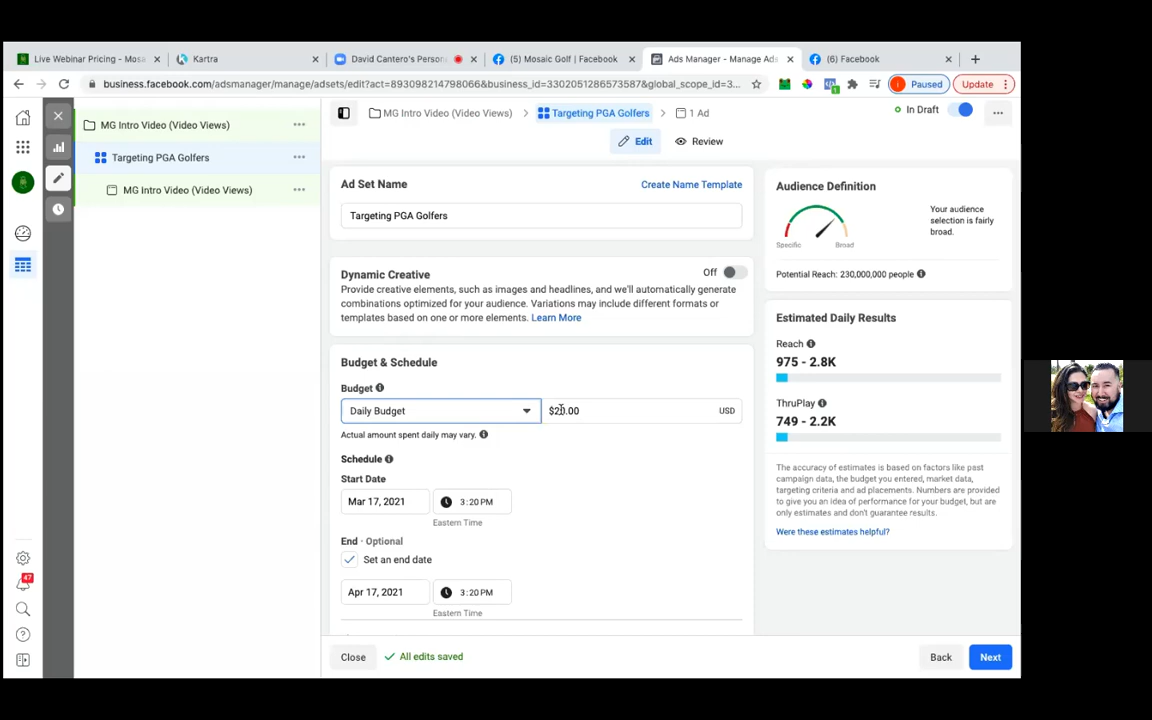 Live Webinar Pricing - Mosa
Kartra
David Cantero's Person
(5) Mosaic Golf | Facebook
Ads Manager - Manage Ads
(6) Facebook
business.facebook.com/adsmanager/manage/adsets/edit?act=893098214798066&business_id=3302051286573587&global_scope_id=3...
Paused
Update
MG Intro Video (Video Views)
Targeting PGA Golfers
MG Intro Video (Video Views)
47
MG Intro Video (Video Views)
Targeting PGA Golfers
1 Ad
In Draft
Edit
Review
Ad Set Name
Create Name Template
Targeting PGA Golfers
Dynamic Creative
Off
Provide creative elements, such as images and headlines, and we'll automatically generate
combinations optimized for your audience. Variations may include different formats or
templates based on one or more elements. Learn More
Budget & Schedule
Budget
Daily Budget
$20.00
USD
Actual amount spent daily may vary.
Schedule
Start Date
Mar 17, 2021
3:20 PM
Eastern Time
End · Optional
Set an end date
Apr 17, 2021
3:20 PM
Eastern Time
Close
All edits saved
Back
Next
Audience Definition
Specific
Broad
Your audience
selection is fairly
broad.
Potential Reach: 230,000,000 people
Estimated Daily Results
Reach
975 - 2.8K
ThruPlay
749 - 2.2K
The accuracy of estimates is based on factors like past
campaign data, the budget you entered, market data,
targeting criteria and ad placements. Numbers are provided
to give you an idea of performance for your budget, but are
only estimates and don't guarantee results.
Were these estimates helpful?